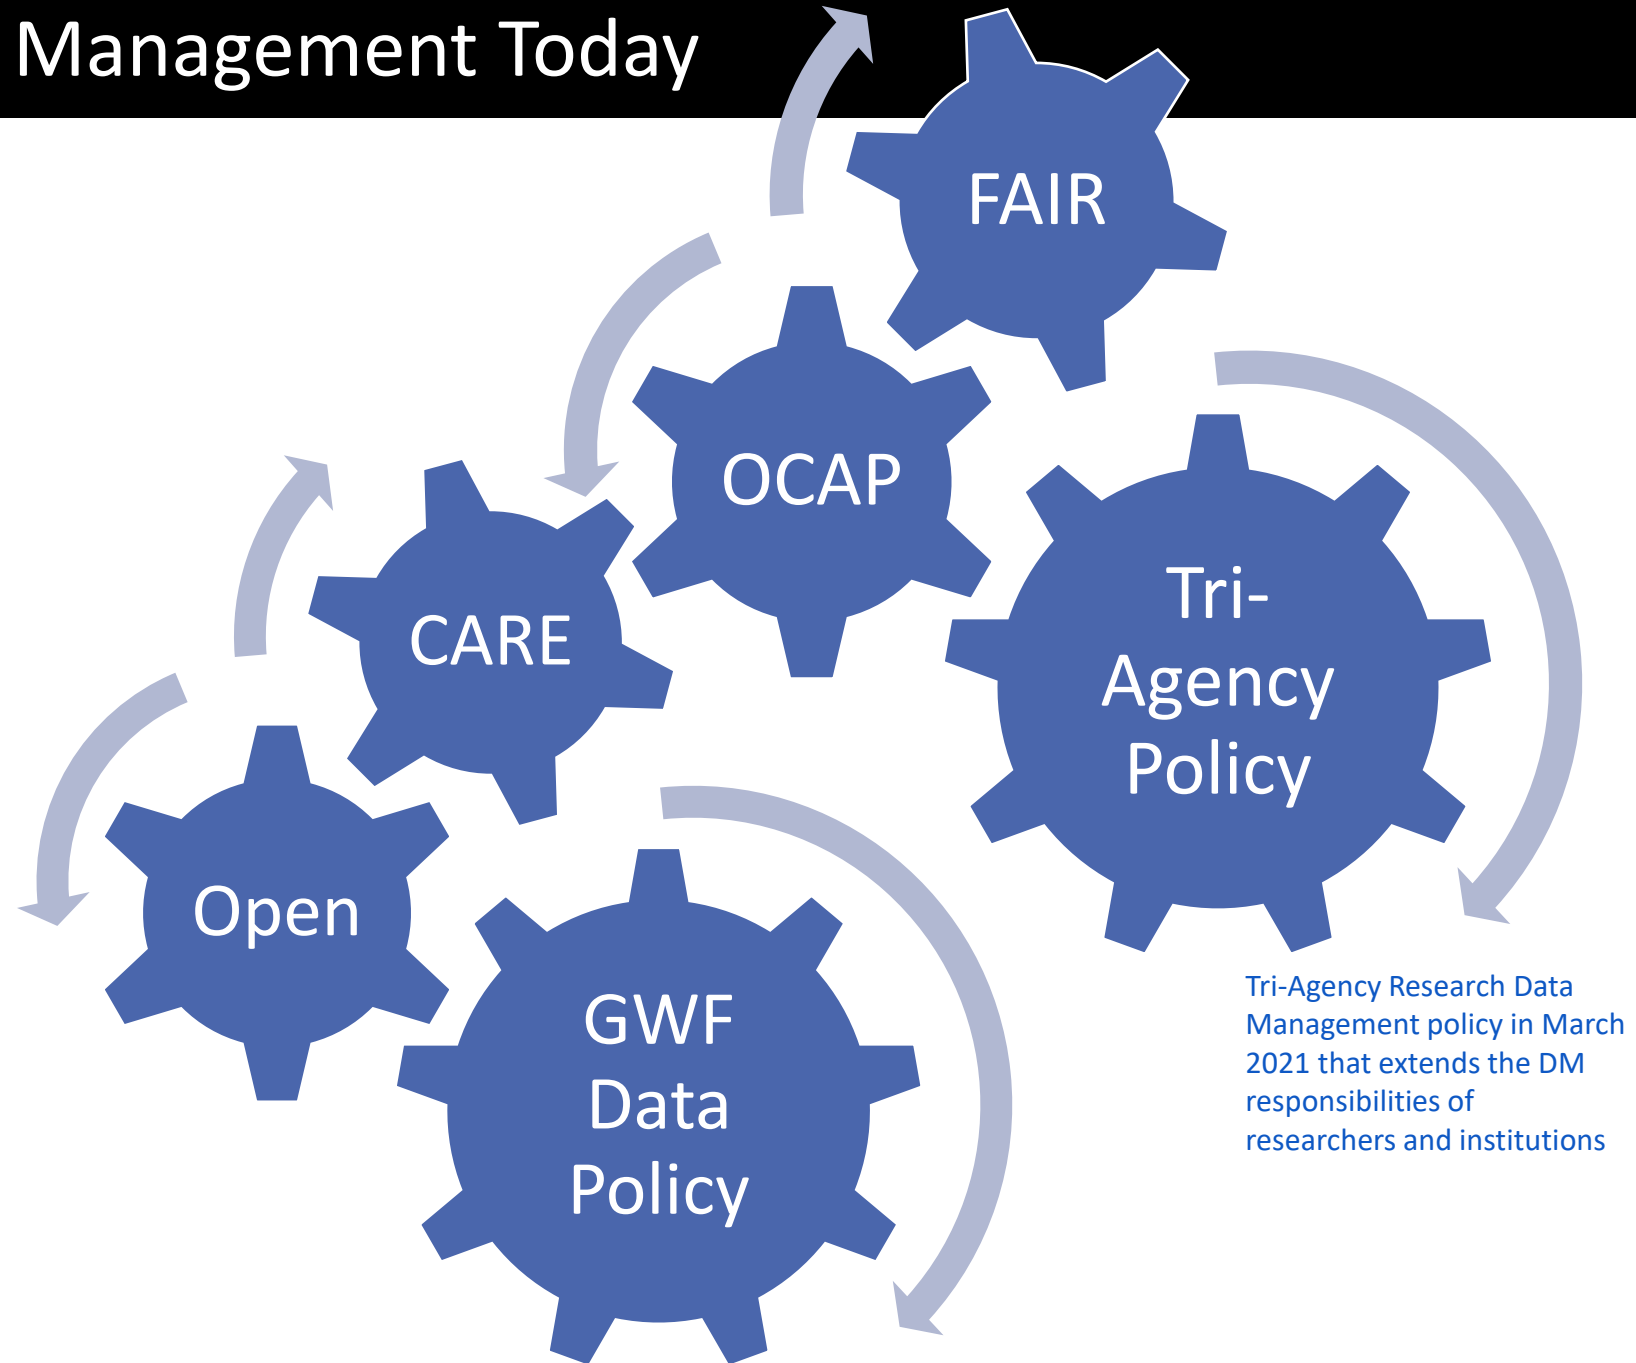 Management Today
FAIR
OCAP
Tri-
Agency
Policy
CARE
Open
GWF
Data
Policy
Tri-Agency Research Data
Management policy in March
2021 that extends the DM
responsibilities of
researchers and institutions